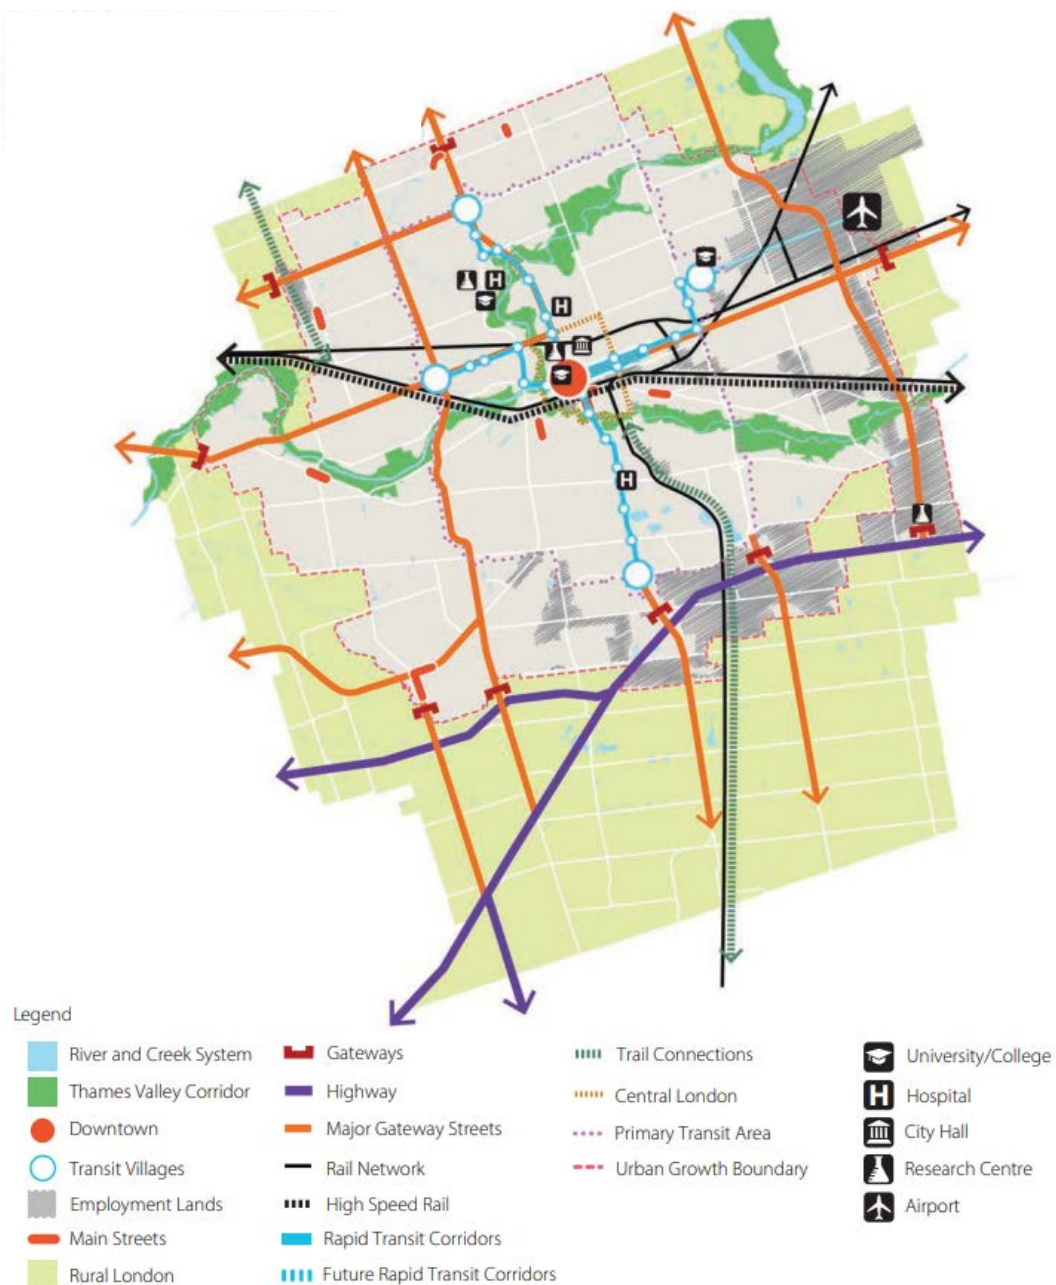 H
H
H
Legend
River and Creek System
Thames Valley Corridor
Downtown
Transit Villages
Employment Lands
Main Streets
Rural London
Gateways
Highway
Major Gateway Streets
Rail Network
High Speed Rail
Rapid Transit Corridors
Future Rapid Transit Corridors
Trail Connections
Central London
Primary Transit Area
Urban Growth Boundary
University/College
H Hospital
City Hall
Research Centre
Airport